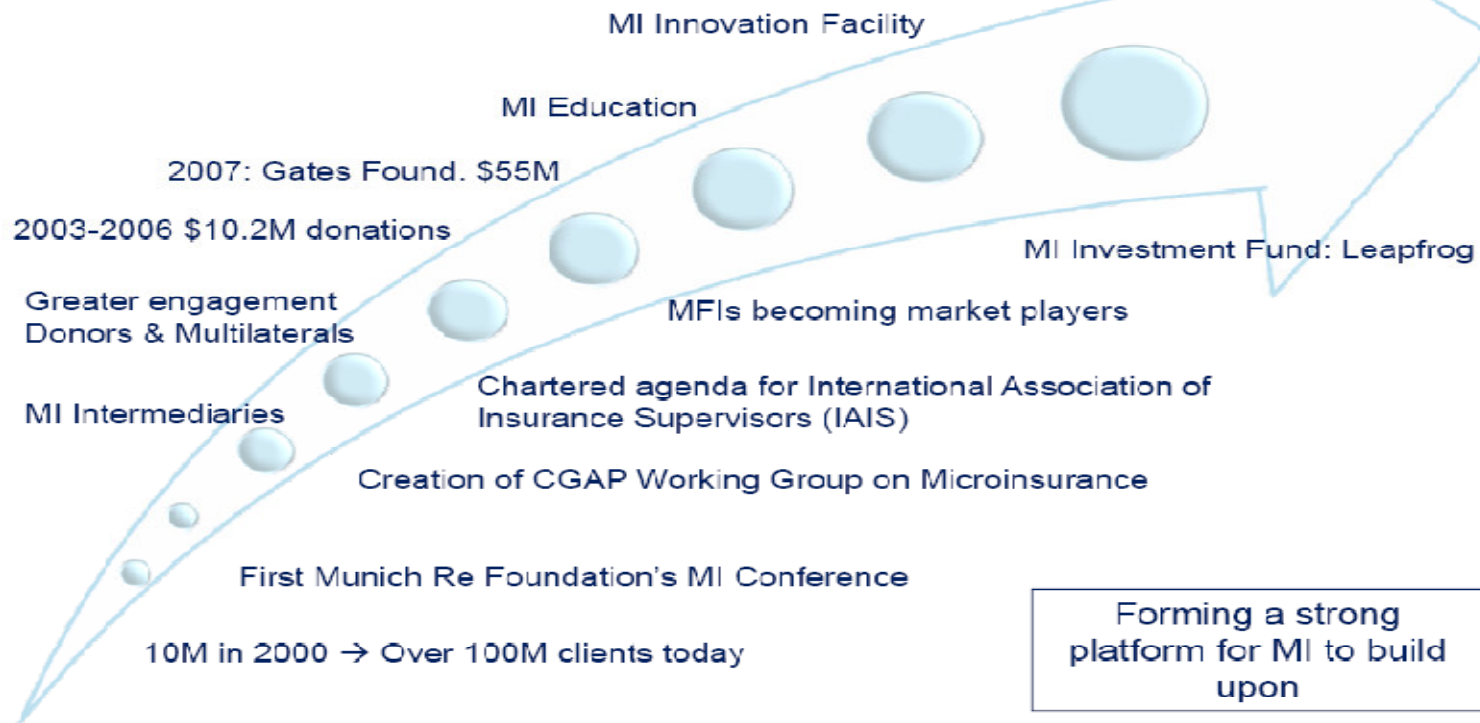 MI Innovation Facility
MI Education
2007: Gates Found. $55M
2003-2006 $10.2M donations
MI Investment Fund: Leapfrog
Greater engagement
Donors & Multilaterals
MFIs becoming market players
Chartered agenda for International Association of
Insurance Supervisors (IAIS)
MI Intermediaries
Creation of CGAP Working Group on Microinsurance
First Munich Re Foundation's MI Conference
10M in 2000 → Over 100M clients today
Forming a strong
platform for MI to build
upon